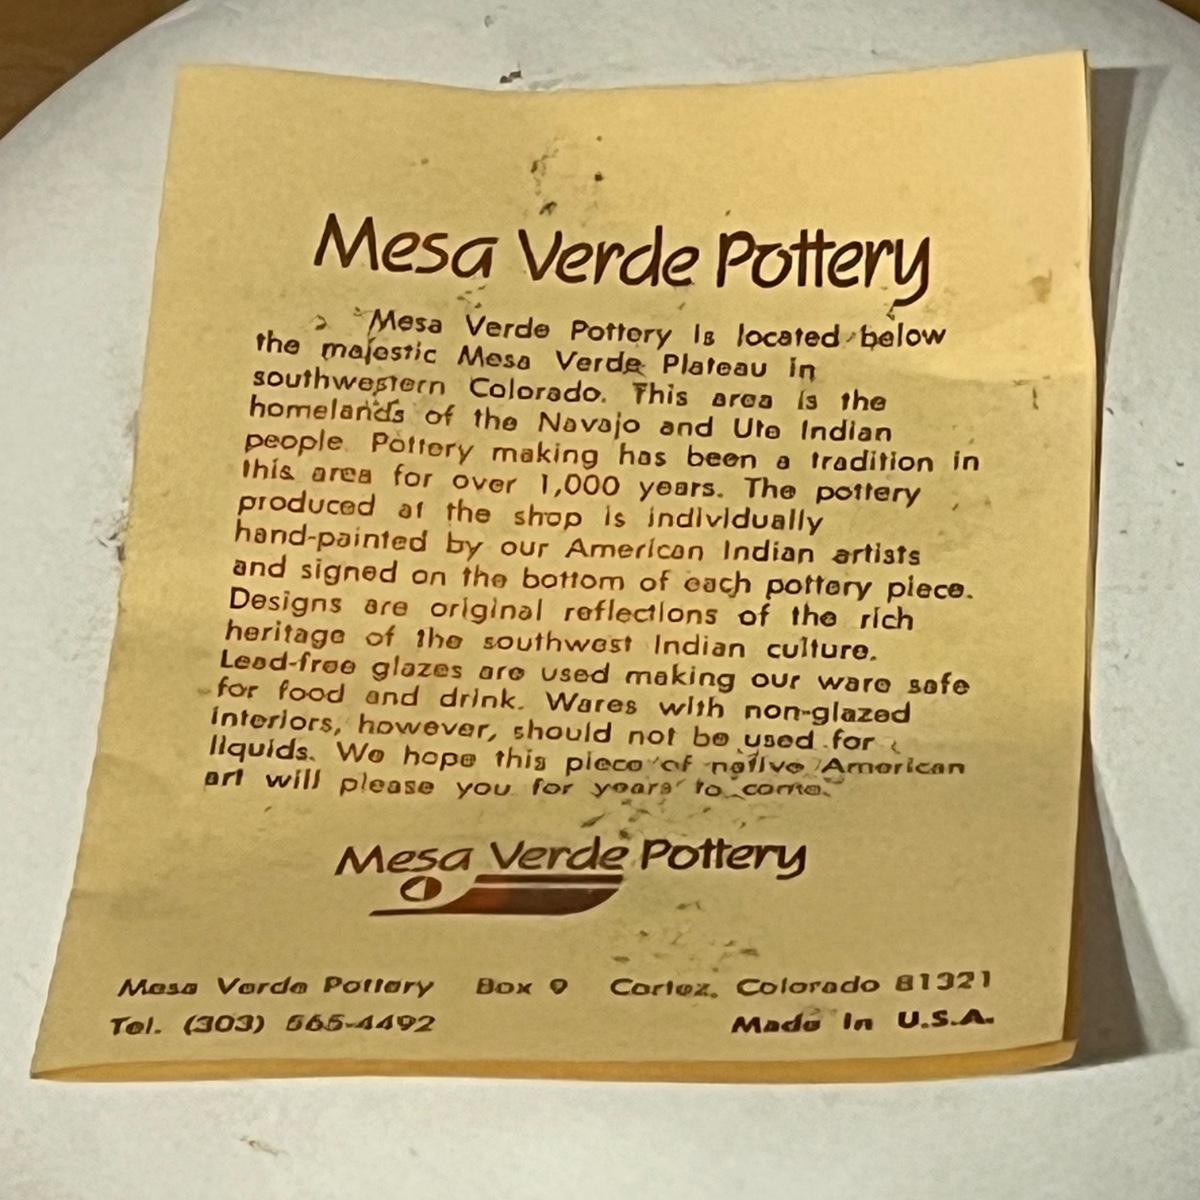 Mesa Verde Pottery
Mesa Verde Pottery is located below
the majestic Mesa Verde Plateau in
southwestern Colorado. This area is the
homelands of the Navajo and Ute Indian
people. Pottery making has been a tradition in
this area for over 1,000 years. The pottery
produced at the shop is individually
hand-painted by our American Indian artists
and signed on the bottom of each pottery piece.
Designs are original reflections of the rich
heritage of the southwest Indian culture.
Lead-free glazes are used making our ware safe
for food and drink. Wares with non-glazed
interiors, however, should not be used for
liquids. We hope this piece of native American
art will please you for years to come.
Mesa Verde Pottery
Mesa Verde Pottery Box 9 Cortez, Colorado 81321
Tel. (303) 565-4492 Made in U.S.A.